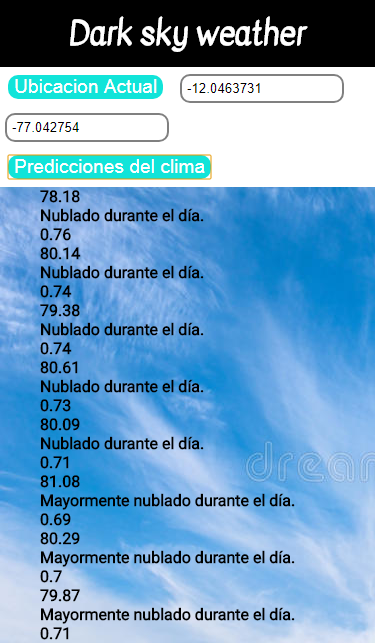 Dark sky weather
Ubicacion Actual
-12.0463731
-77.042754
Predicciones del clima
78.18
Nublado durante el día.
0.76
80.14
Nublado durante el día.
0.74
79.38
Nublado durante el día.
0.74
80.61
Nublado durante el día.
0.73
80.09
Nublado durante el día.
0.71
81.08
Mayormente nublado durante el día.
0.69
80.29
Mayormente nublado durante el día.
0.7
79.87
Mayormente nublado durante el día.
0.71